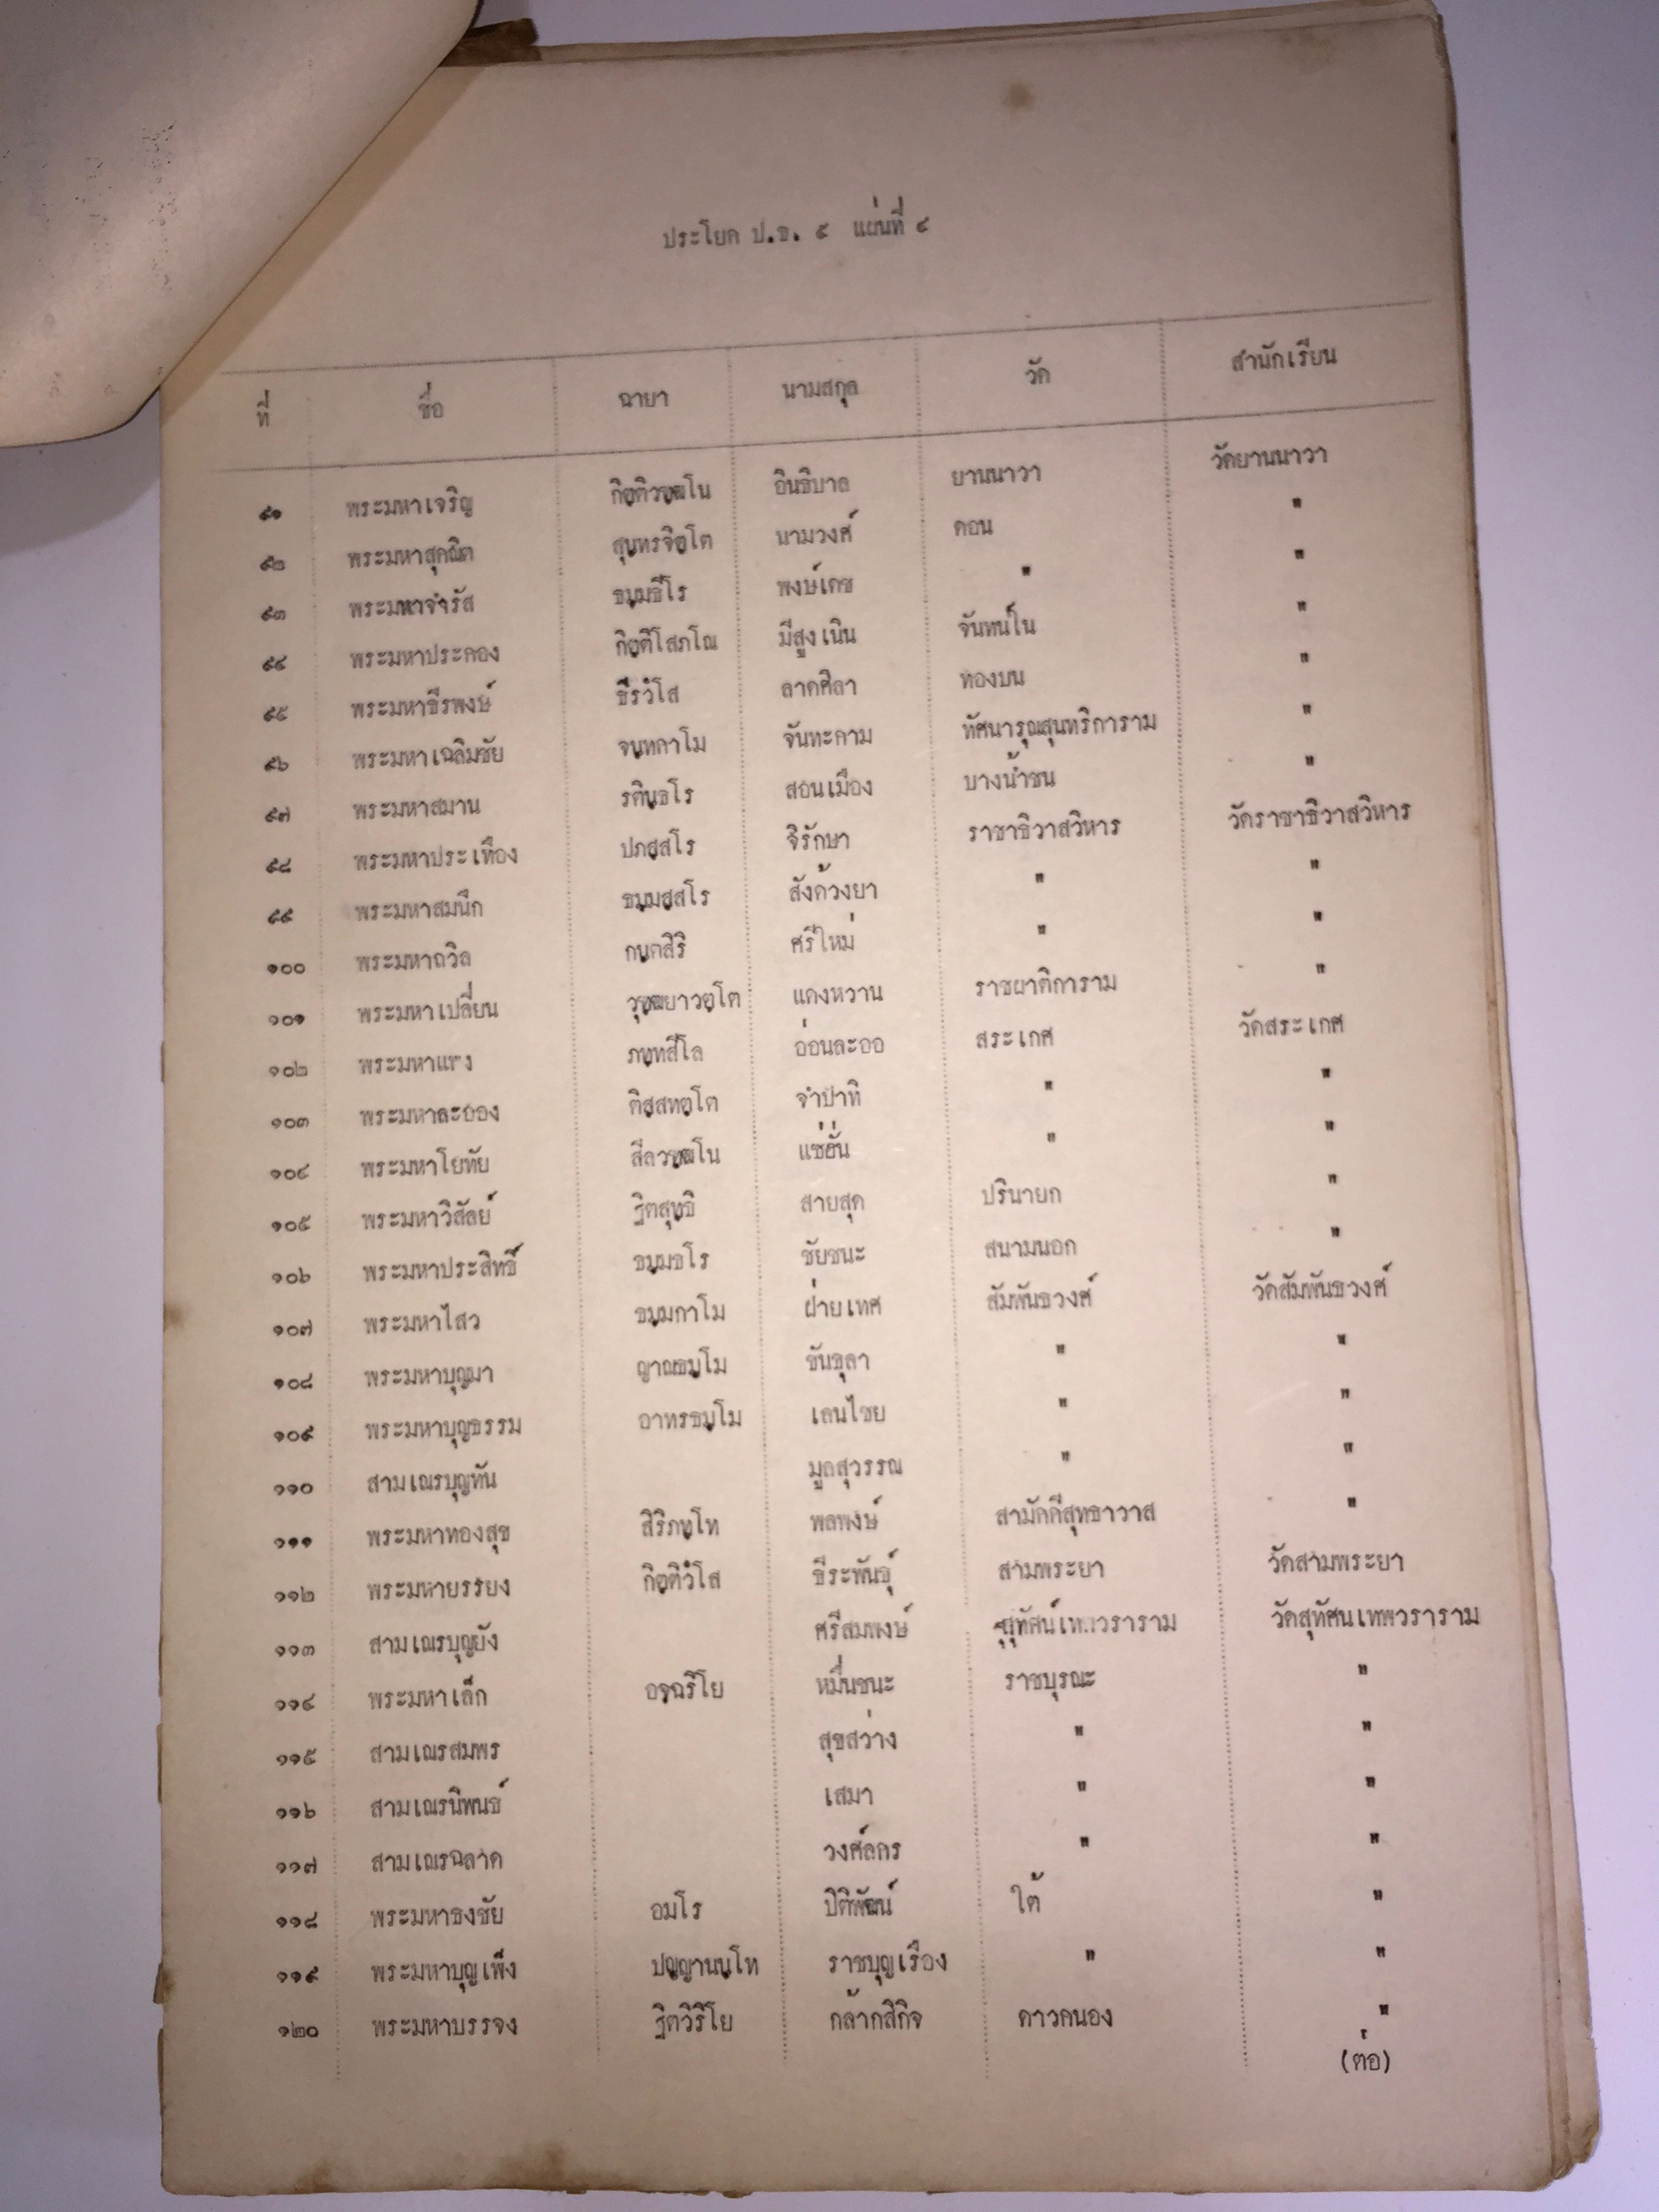 ประโยค ป.ธ. ๕ แผ่นที่ ๔
ที่ ชื่อ ฉายา นามสกุล วัด สำนักเรียน
๙๑ พระมหาเจริญ กิตฺติวฑฺฒโน อินธิบาล ยานนาวา วัดยานนาวา
๙๒ พระมหาสุคณิต สุนฺทรจิตฺโต นามวงศ์ ดอน "
๙๓ พระมหาจำรัส ธมฺมธีโร พงษ์เดช " "
๙๔ พระมหาประคอง กิตฺติโสภโณ มีสูงเนิน จันทน์ใน "
๙๕ พระมหาธีรพงษ์ ธีรวํโส ลาดศิลา ทองบน "
๙๖ พระมหาเฉลิมชัย จนฺทคาโม จันทะคาม ทัศนารุณสุนทริการาม "
๙๗ พระมหาสมาน รตินฺธโร สอนเมือง บางน้ำชน "
๙๘ พระมหาประเทือง ปภสฺสโร จิรักษา ราชาธิวาสวิหาร วัดราชาธิวาสวิหาร
๙๙ พระมหาสมนึก ธมฺมสฺสโร สังค้วงยา " "
๑๐๐ พระมหาถวิล กนฺตสิริ ศรีใหม่ " "
๑๐๑ พระมหาเปลี่ยน วุฑฺฒยาวตฺโต แดงหวาน ราชผาติการาม "
๑๐๒ ภทฺทสีโล อ่อนละออ สระเกศ วัดสระเกศ
๑๐๓ พระมหาละออง ติสฺสทตฺโต จำปาทิ " "
๑๐๔ พระมหาโยทัย สีลวฑฺฒโน แซ่ฮั่น " "
๑๐๕ พระมหาวิสัลย์ ฐิตสุทฺธิ สายสุด ปรินายก "
๑๐๖ พระมหาประสิทธิ์ ธมฺมธโร ชัยชนะ สนามนอก "
๑๐๗ พระมหาไสว ธมฺมกาโม ฝ่ายเทศ สัมพันธวงศ์ วัดสัมพันธวงศ์
๑๐๘ พระมหาบุญมา ญาณธมฺโม ขันธุลา " "
๑๐๙ พระมหาบุญธรรม อาทรธมฺโม เลนไชย " "
๑๑๐ สามเณรบุญทัน มูลสุวรรณ " "
๑๑๑ พระมหาทองสุข สิริภทฺโท พลพงษ์ สามัคคีสุทธาวาส "
๑๑๒ พระมหายรรยง กิตฺติวํโส ธีระพันธุ์ สามพระยา วัดสามพระยา
๑๑๓ สามเณรบุญยัง ศรีสมพงษ์ สุทัศน์เทพวราราม วัดสุทัศนเทพวราราม
๑๑๔ พระมหาเล็ก อจฺฉริโย หมื่นชนะ ราชบุรณะ "
๑๑๕ สามเณรสมพร สุขสว่าง " "
๑๑๖ สามเณรนิพนธ์ เสมา " "
๑๑๗ สามเณรฉลาด วงศ์ลคร " "
๑๑๘ พระมหาธงชัย อมโร ปิติพัฒน์ ใต้ "
๑๑๙ พระมหาบุญเพ็ง ปญฺญานนฺโท ราชบุญเรือง " "
๑๒๐ พระมหาบรรจง ฐิตวิริโย กล้ากสิกิจ ดาวคนอง "
(ต่อ)